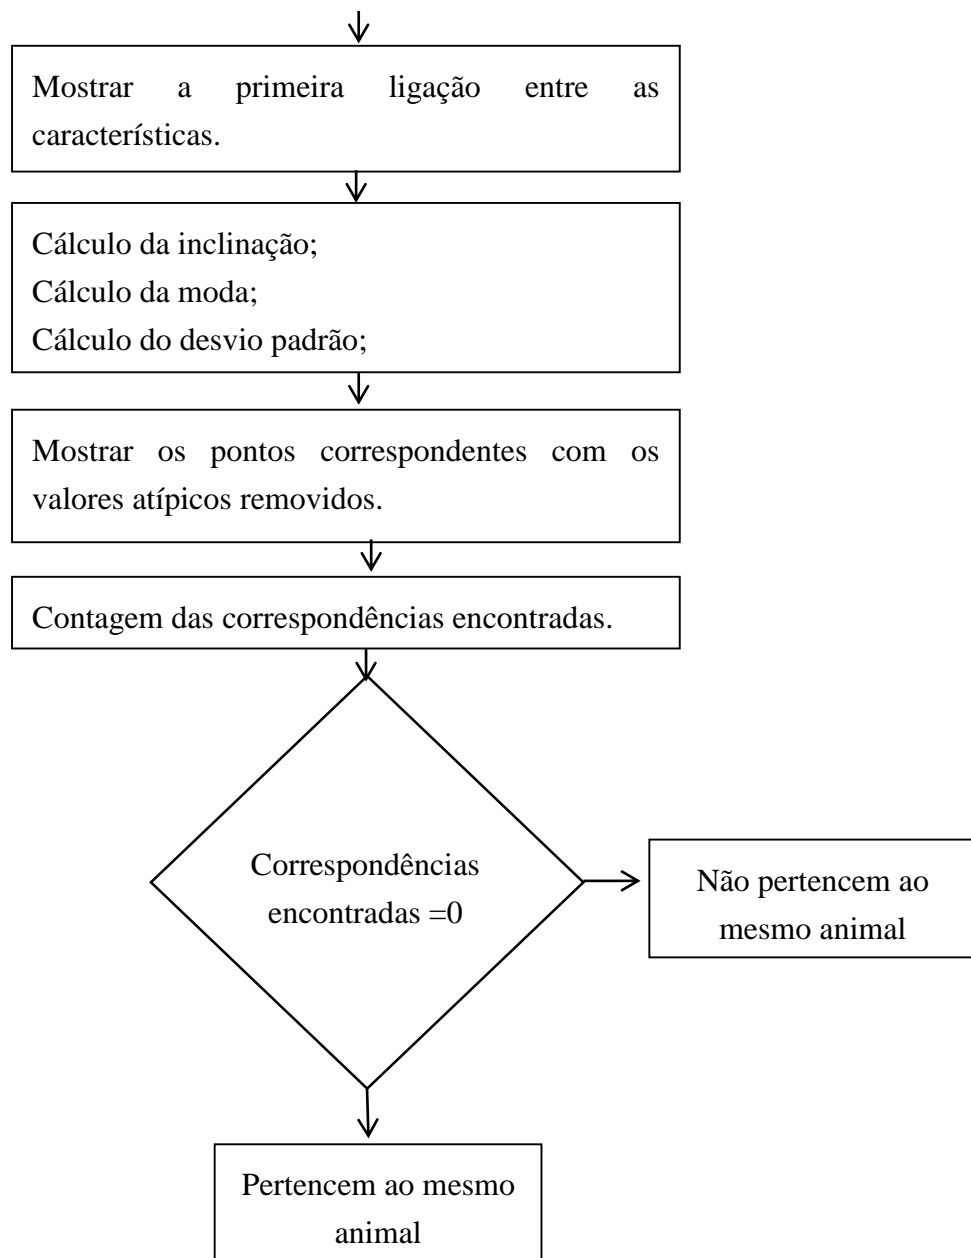 Mostrar a primeira ligação entre as
característísicas.
Cálculo da inclinação;
Cálculo da moda;
Cálculo do desvio padrão;
Mostrar os pontos correspondentes com os
valores atípicos removidos.
Contagem das correspondências encontradas.
Correspondências
encontradas =0
Não pertencem ao
mesmo animal
Pertencem ao mesmo
animal